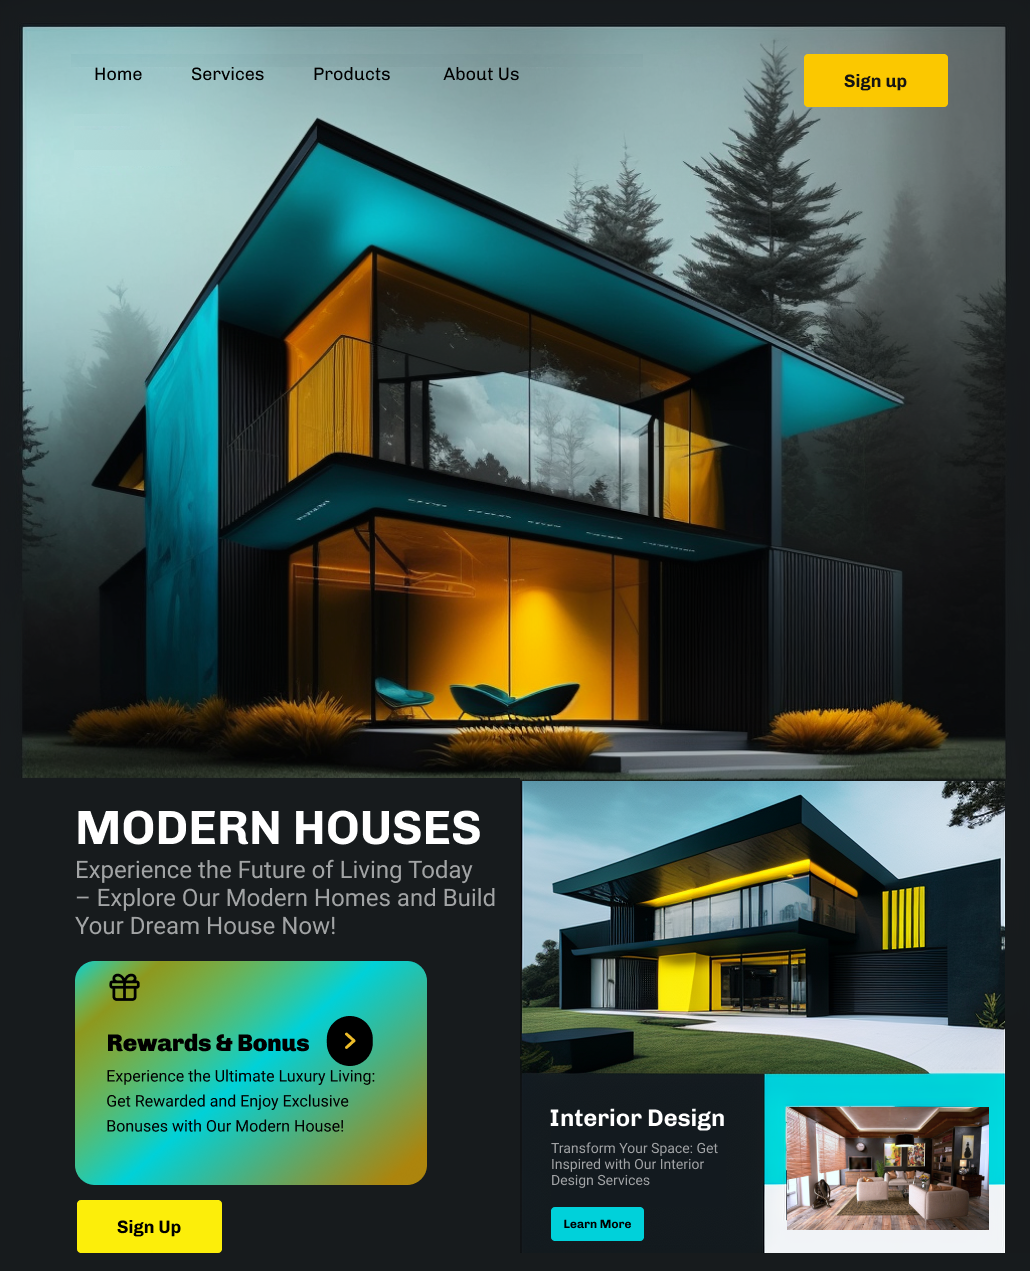 Home Services Products About Us
Sign up
MODERN HOUSES
Experience the Future of Living Today
– Explore Our Modern Homes and Build
Your Dream House Now!
Rewards & Bonus
Experience the Ultimate Luxury Living:
Get Rewarded and Enjoy Exclusive
Bonuses with Our Modern House!
Sign Up
Interior Design
Transform Your Space: Get
Inspired with Our Interior
Design Services
Learn More